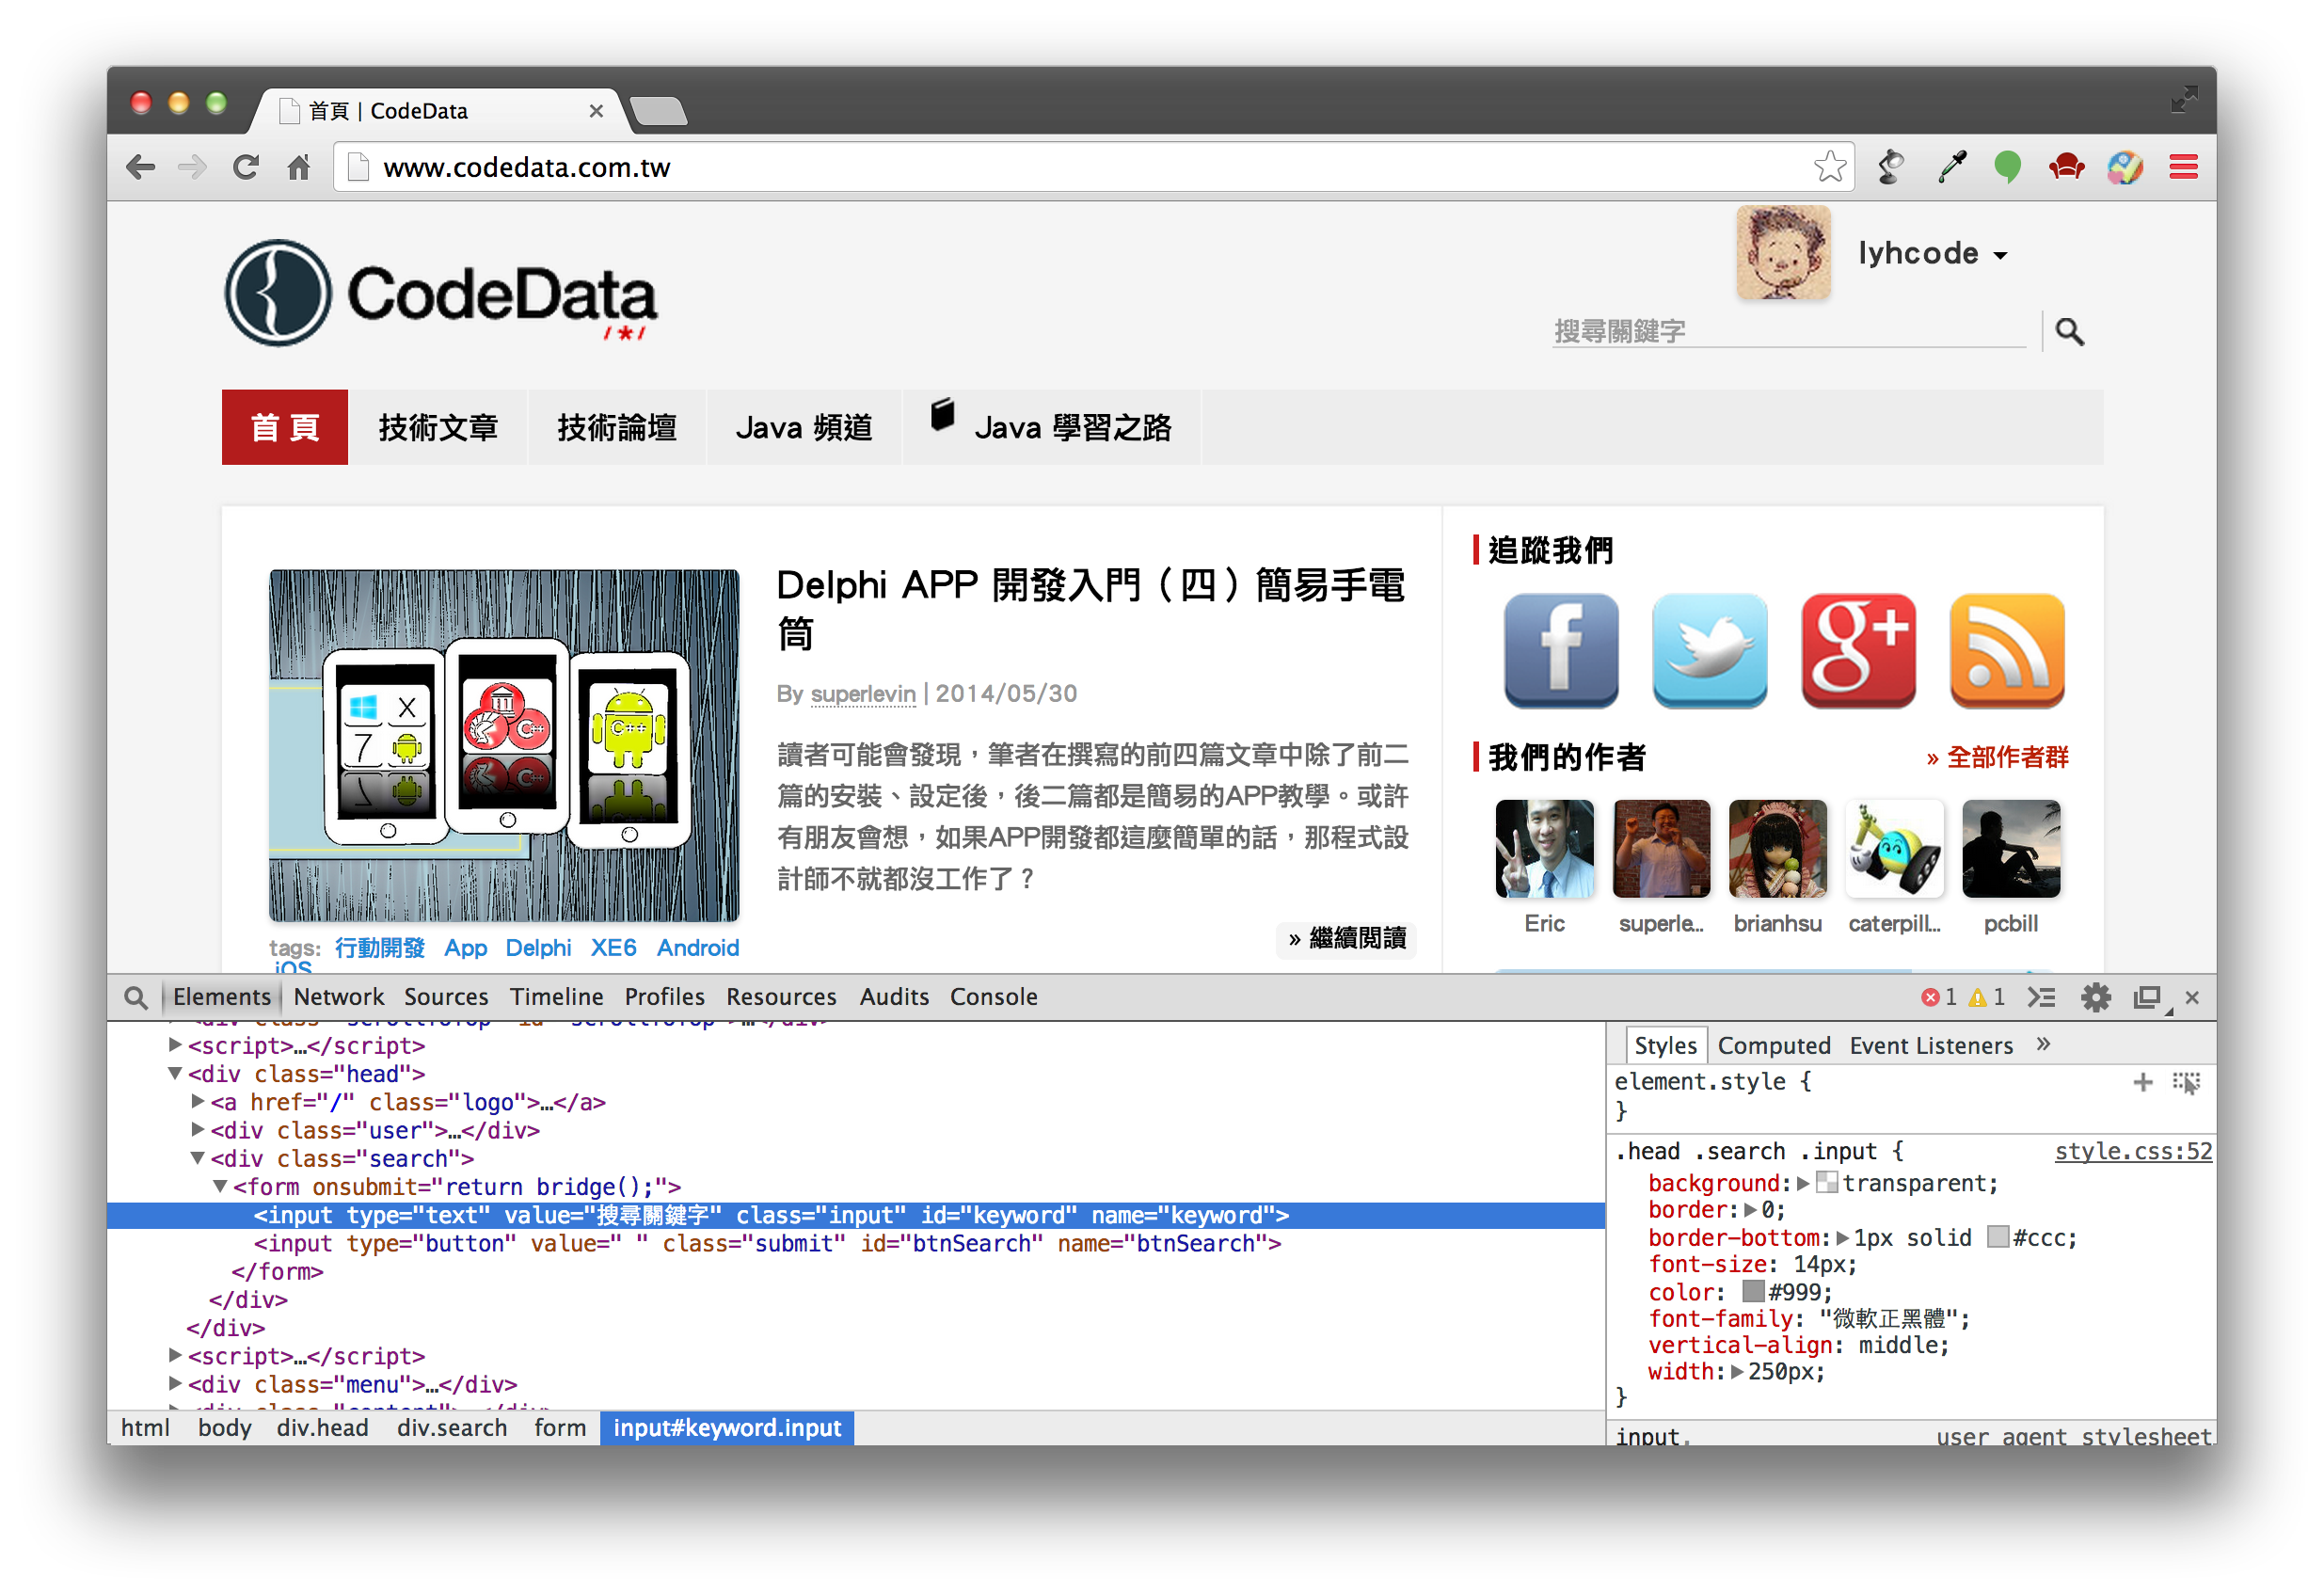 首頁 | CodeData
www.codedata.com.tw
CodeData
/*/
lyhcode
搜尋關鍵字
首 頁
技術文章
技術論壇
Java 頻道
Java 學習之路
Delphi APP 開發入門（四）簡易手電
筒
By superlevin | 2014/05/30
讀者可能會發現，筆者在撰寫的前四篇文章中除了前二
篇的安裝、設定後，後二篇都是簡易的APP教學。或許
有朋友會想，如果APP開發都這麼簡單的話，那程式設
計師不就都沒工作了？
» 繼續閱讀
X
7
C++
C++
tags: 行動開發 App Delphi XE6 Android
iOS
追蹤我們
f
g+
我們的作者
» 全部作者群
Eric
superle...
brianhsu
caterpill...
pcbill
Elements Network Sources Timeline Profiles Resources Audits Console
1 1
<div class="scrollToTop" id="scrollToTop">…</div>
<script>…</script>
<div class="head">
<a href="/" class="logo">…</a>
<div class="user">…</div>
<div class="search">
<form onsubmit="return bridge();">
<input type="text" value="搜尋關鍵字" class="input" id="keyword" name="keyword">
<input type="button" value=" " class="submit" id="btnSearch" name="btnSearch">
</form>
</div>
</div>
<script>…</script>
<div class="menu">…</div>
<div class="content">…</div>
html body div.head div.search form input#keyword.input
Styles Computed Event Listeners »
element.style {
}
.head .search .input { style.css:52
background: transparent;
border: 0;
border-bottom: 1px solid #ccc;
font-size: 14px;
color: #999;
font-family: "微軟正黑體";
vertical-align: middle;
width: 250px;
}
input, user agent stylesheet